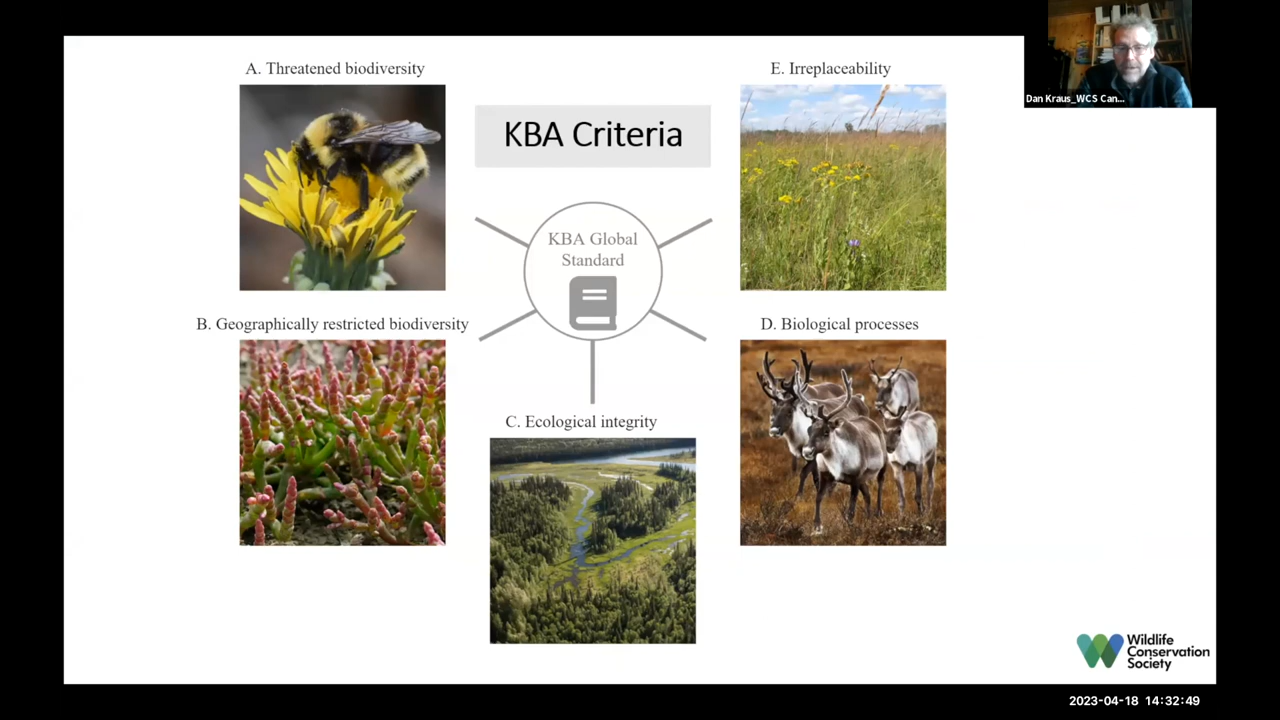 A. Threatened biodiversity
E. Irreplaceability
Dan Kraus_WCS Can...
KBA Criteria
KBA Global
Standard
B. Geographically restricted biodiversity
D. Biological processes
C. Ecological integrity
Wildlife
Conservation
Society
2023-04-18 14:32:49